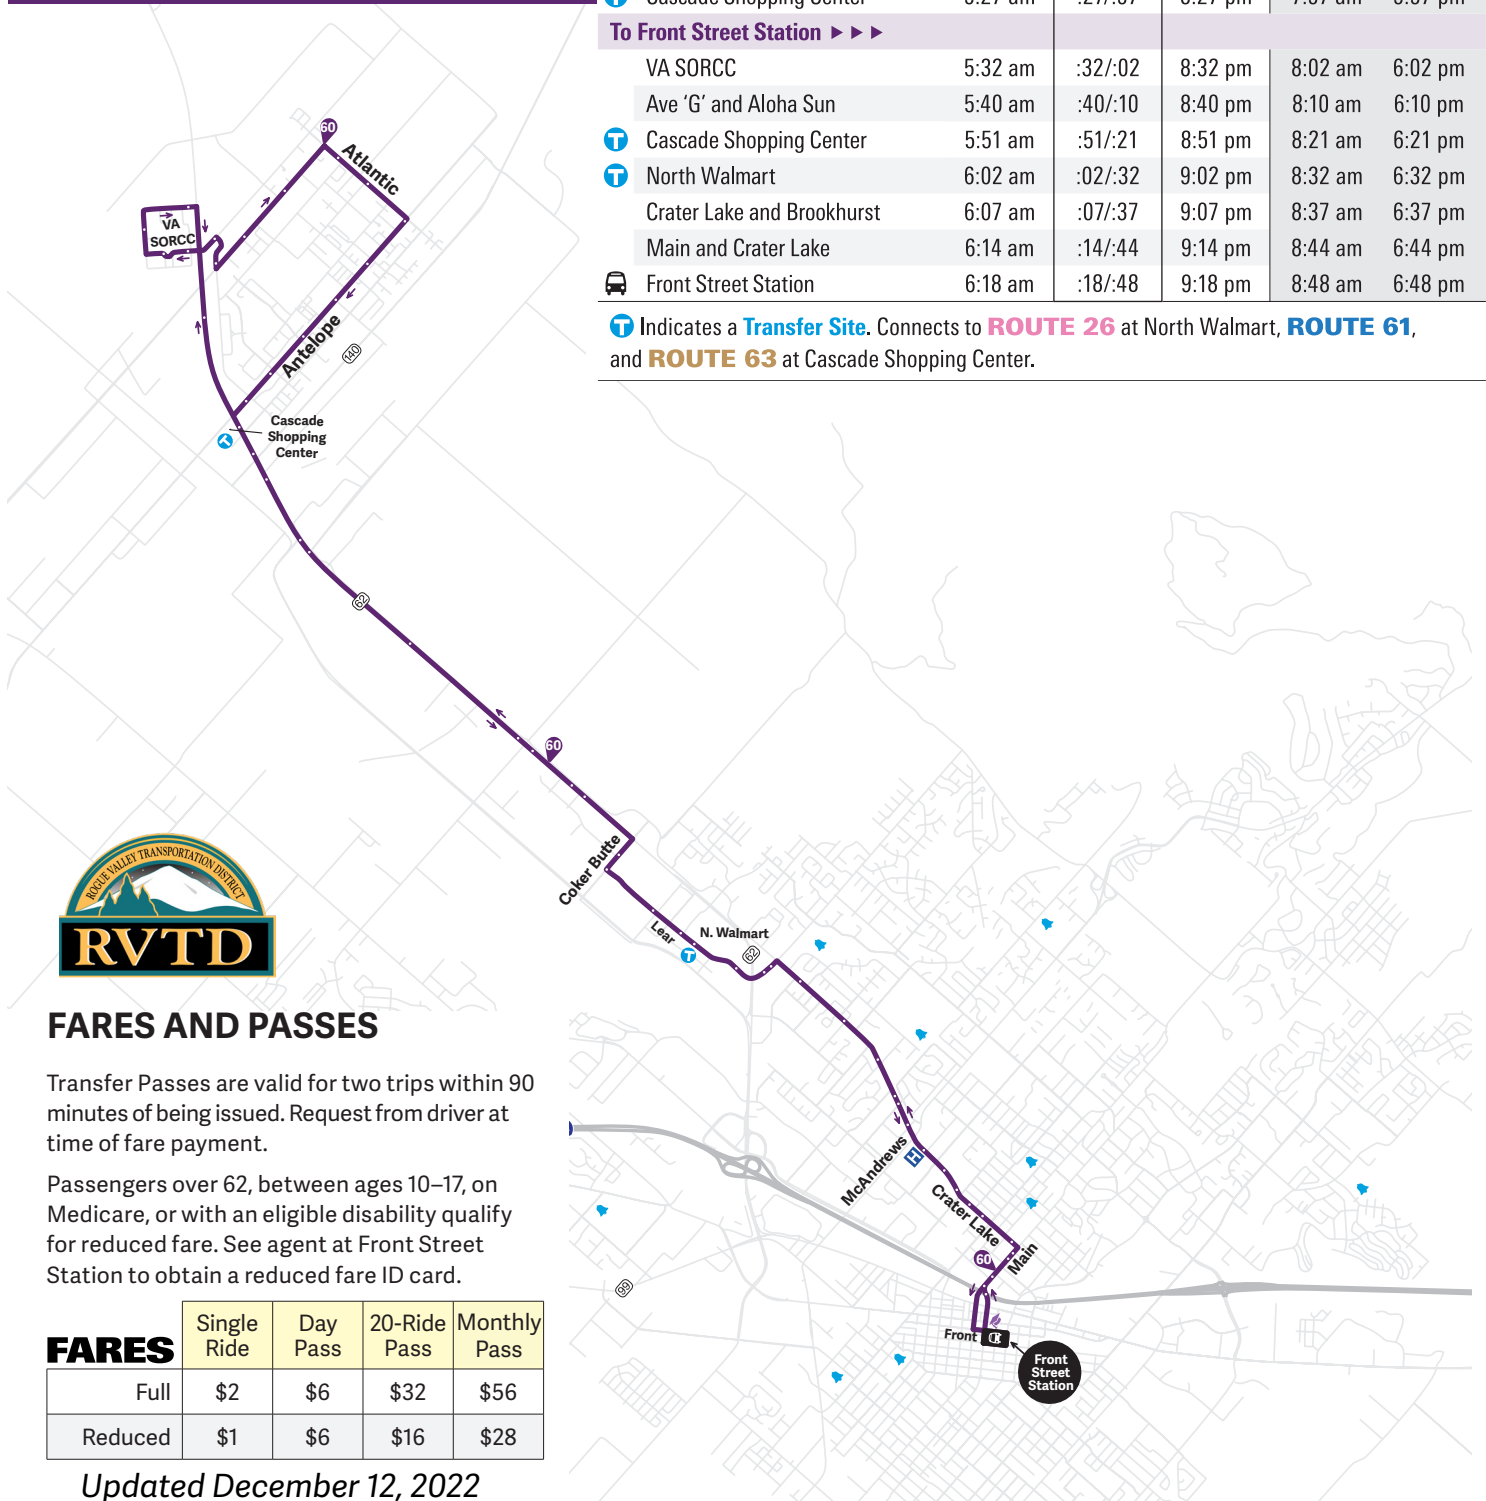 To Front Street Station ►►►
VA SORCC 5:32 am :32/:02 8:32 pm 8:02 am 6:02 pm
Ave ‘G’ and Aloha Sun 5:40 am :40/:10 8:40 pm 8:10 am 6:10 pm
T Cascade Shopping Center 5:51 am :51/:21 8:51 pm 8:21 am 6:21 pm
T North Walmart 6:02 am :02/:32 9:02 pm 8:32 am 6:32 pm
Crater Lake and Brookhurst 6:07 am :07/:37 9:07 pm 8:37 am 6:37 pm
Main and Crater Lake 6:14 am :14/:44 9:14 pm 8:44 am 6:44 pm
Front Street Station 6:18 am :18/:48 9:18 pm 8:48 am 6:48 pm
T Indicates a Transfer Site. Connects to ROUTE 26 at North Walmart, ROUTE 61,
and ROUTE 63 at Cascade Shopping Center.
60
Atlantic
VA
SORCC
Antelope
140
Cascade
Shopping
Center
T
62
60
Coker Butte
Lear
N. Walmart
T
62
McAndrews
H
Crater Lake
Main
60
99
Front
Front
Street
Station
ROGUE VALLEY TRANSPORTATION DISTRICT
RVTD
FARES AND PASSES
Transfer Passes are valid for two trips within 90
minutes of being issued. Request from driver at
time of fare payment.
Passengers over 62, between ages 10–17, on
Medicare, or with an eligible disability qualify
for reduced fare. See agent at Front Street
Station to obtain a reduced fare ID card.
FARES
Single
Ride
Day
Pass
20-Ride
Pass
Monthly
Pass
Full $2 $6 $32 $56
Reduced $1 $6 $16 $28
Updated December 12, 2022